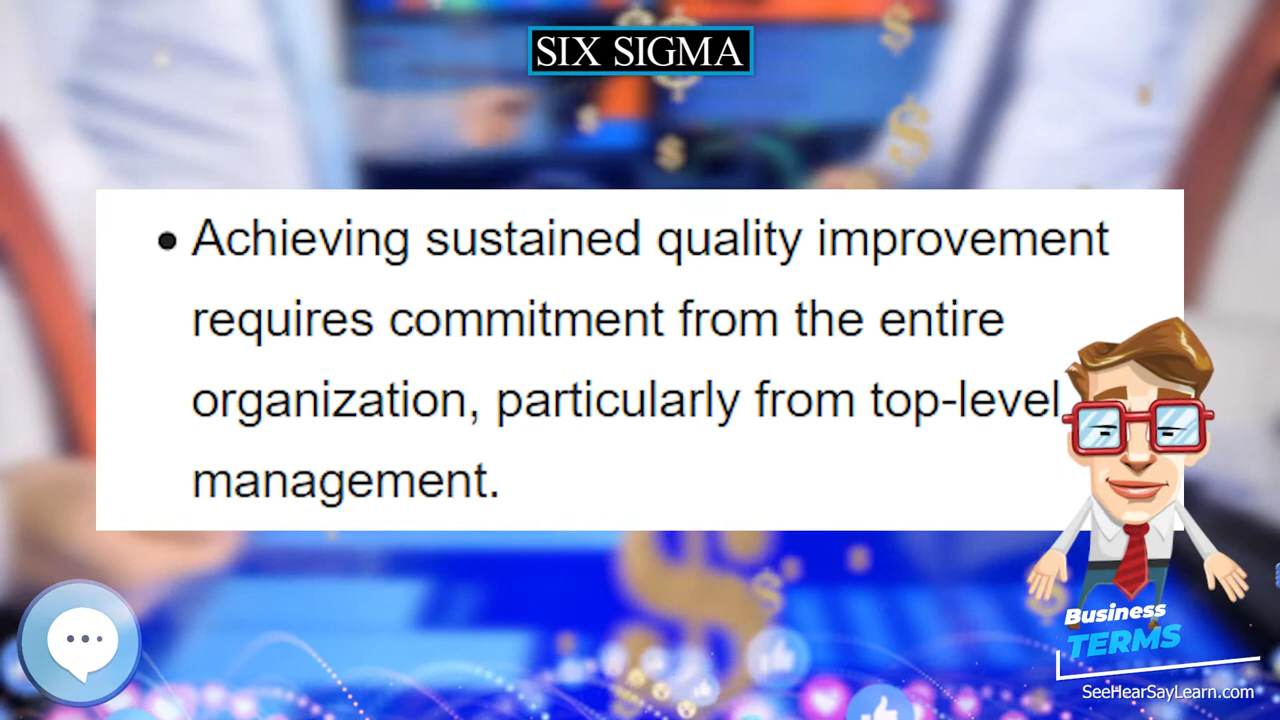 SIX SIGMA
• Achieving sustained quality improvement
requires commitment from the entire
organization, particularly from top-level
management.
Business
TERMS
SeeHearSayLearn.com